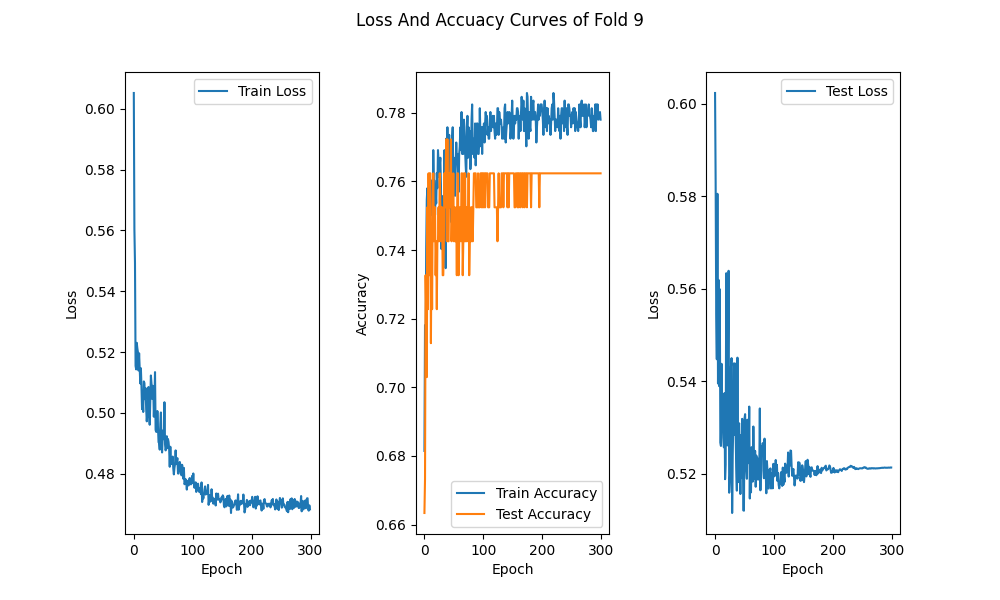 Loss And Accuacy Curves of Fold 9
Train Loss
0.60
0.58
0.56
0.54
0.52
0.50
0.48
Loss
0 100 200 300
Epoch
0.78
0.76
0.74
0.72
0.70
0.68
0.66
Accuracy
Train Accuracy
Test Accuracy
0 100 200 300
Epoch
Test Loss
0.60
0.58
0.56
0.54
0.52
Loss
0 100 200 300
Epoch